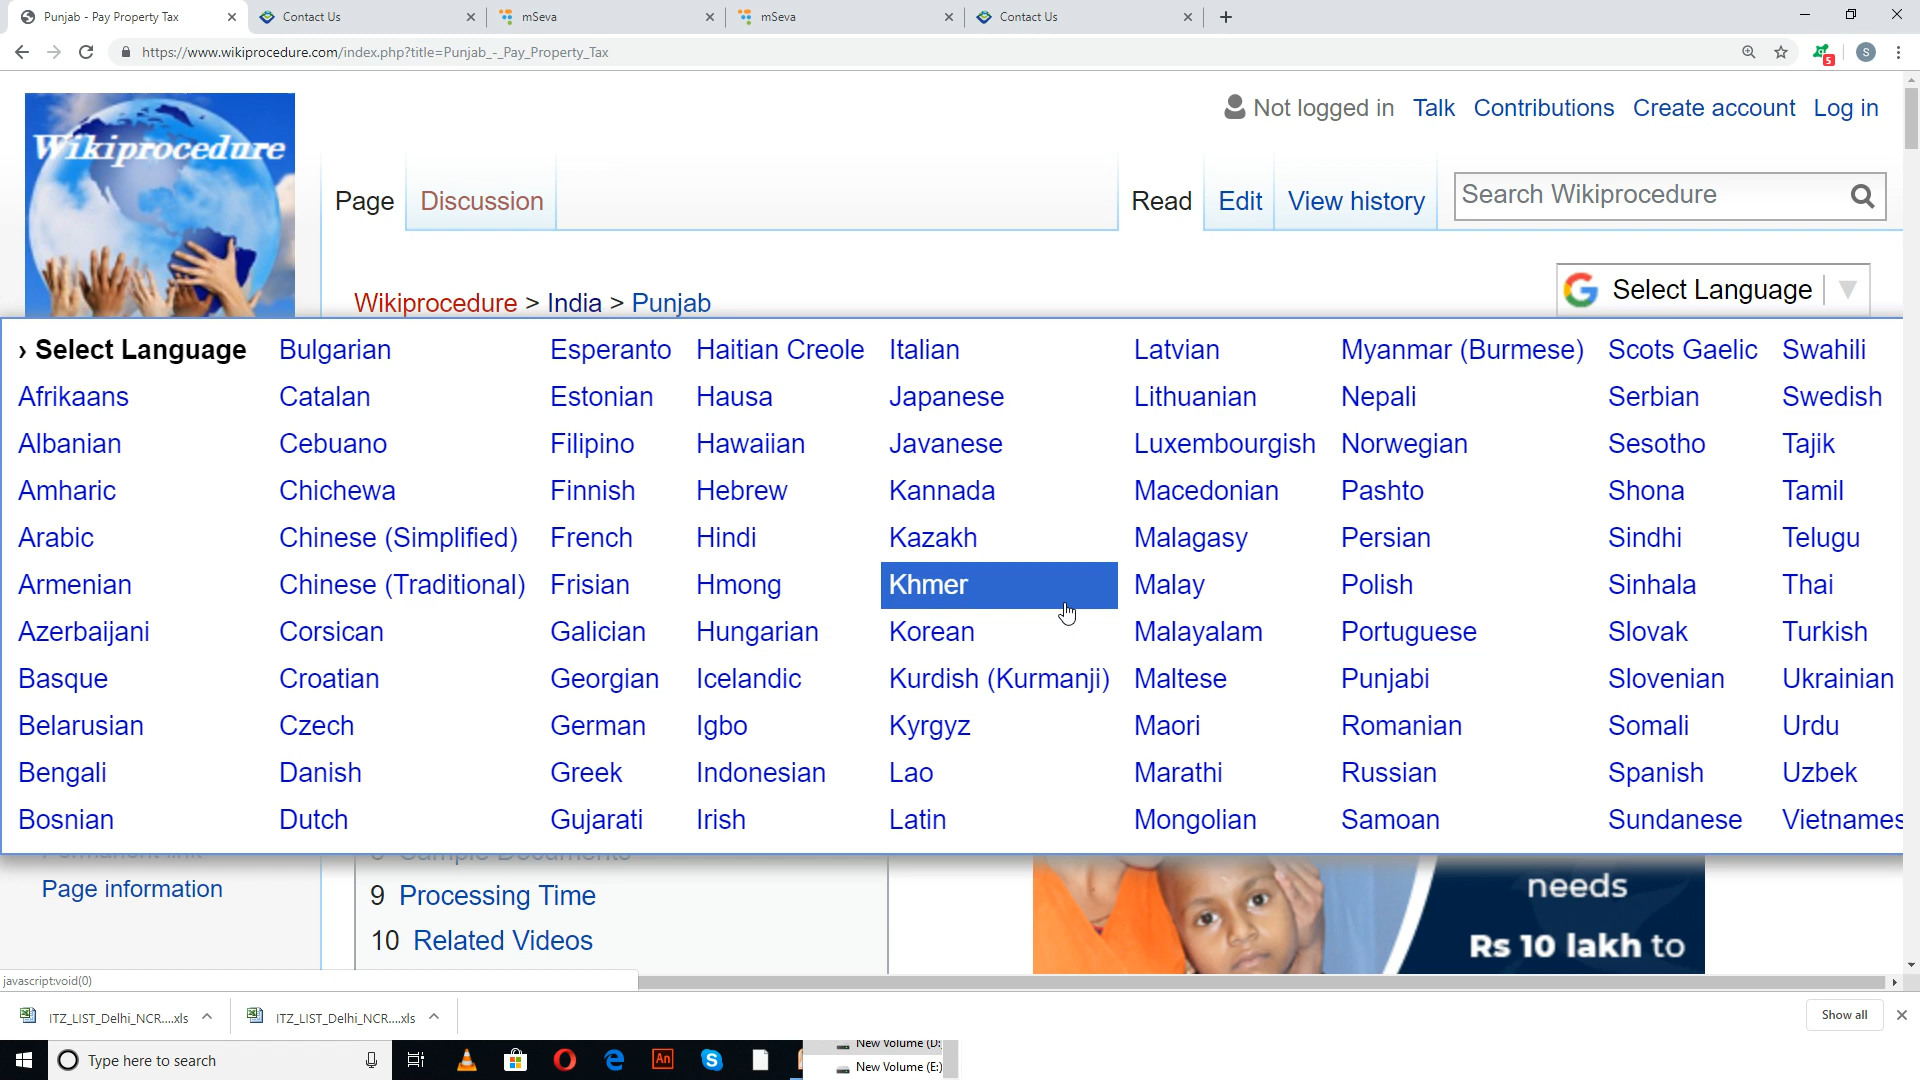 Punjab - Pay Property Tax
Contact Us
mSeva
mSeva
Contact Us
https://www.wikiprocedure.com/index.php?title=Punjab_-_Pay_Property_Tax
5
S
Wikiprocedure
Not logged in Talk Contributions Create account Log in
Page Discussion
Read Edit View history
Search Wikiprocedure
Wikiprocedure > India > Punjab
G Select Language
› Select Language Bulgarian Esperanto Haitian Creole Italian Latvian Myanmar (Burmese) Scots Gaelic Swahili
Afrikaans Catalan Estonian Hausa Japanese Lithuanian Nepali Serbian Swedish
Albanian Cebuano Filipino Hawaiian Javanese Luxembourgish Norwegian Sesotho Tajik
Amharic Chichewa Finnish Hebrew Kannada Macedonian Pashto Shona Tamil
Arabic Chinese (Simplified) French Hindi Kazakh Malagasy Persian Sindhi Telugu
Armenian Chinese (Traditional) Frisian Hmong Khmer Malay Polish Sinhala Thai
Azerbaijani Corsican Galician Hungarian Korean Malayalam Portuguese Slovak Turkish
Basque Croatian Georgian Icelandic Kurdish (Kurmanji) Maltese Punjabi Slovenian Ukrainian
Belarusian Czech German Igbo Kyrgyz Maori Romanian Somali Urdu
Bengali Danish Greek Indonesian Lao Marathi Russian Spanish Uzbek
Bosnian Dutch Gujarati Irish Latin Mongolian Samoan Sundanese Vietnames
Page information
9 Processing Time
10 Related Videos
needs
Rs 10 lakh to
javascript:void(0)
ITZ_LIST_Delhi_NCR....xls
ITZ_LIST_Delhi_NCR....xls
Show all
Type here to search
An
New Volume (D:
New Volume (E:)